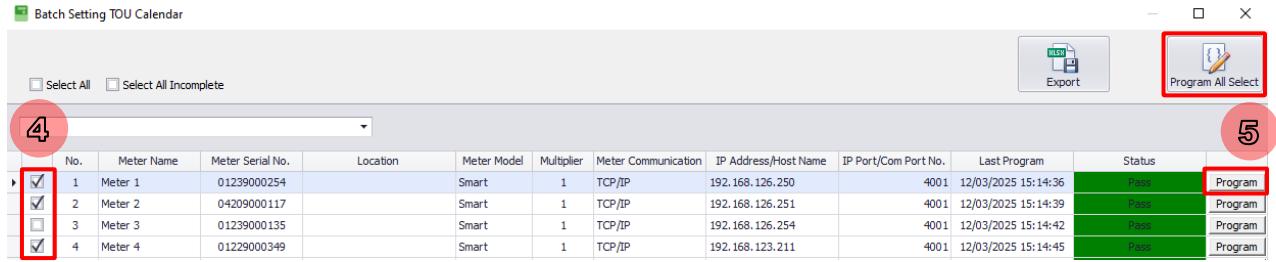 Batch Setting TOU Calendar
XLSX
Export
{ }
Program All Select
Select All Select All Incomplete
4
5
No. Meter Name Meter Serial No. Location Meter Model Multiplier Meter Communication IP Address/Host Name IP Port/Com Port No. Last Program Status
1 Meter 1 01239000254 Smart 1 TCP/IP 192.168.126.250 4001 12/03/2025 15:14:36 Pass Program
2 Meter 2 04209000117 Smart 1 TCP/IP 192.168.126.251 4001 12/03/2025 15:14:39 Pass Program
3 Meter 3 01239000135 Smart 1 TCP/IP 192.168.126.254 4001 12/03/2025 15:14:42 Pass Program
4 Meter 4 01229000349 Smart 1 TCP/IP 192.168.123.211 4001 12/03/2025 15:14:45 Pass Program